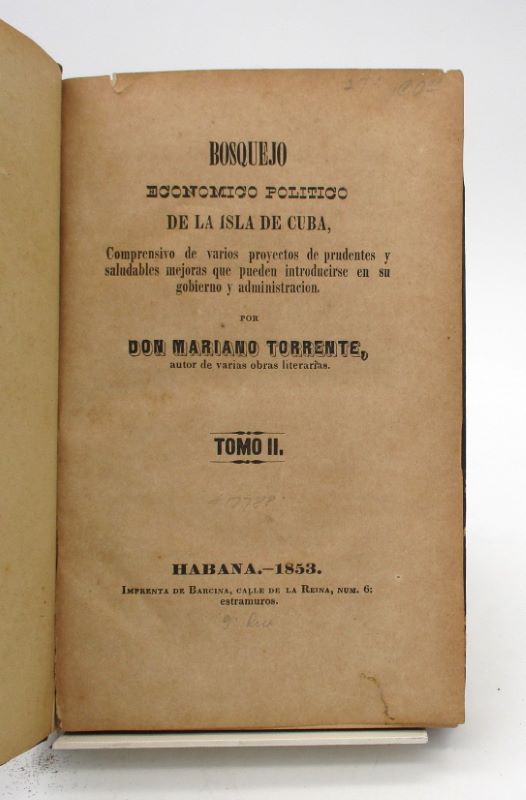 BOSQUEJO
ECONOMICO POLITICO
DE LA ISLA DE CUBA,
Comprensivo de varios proyectos de prudentes y
saludables mejoras que pueden introducirse en su
gobierno y administracion.
POR
DON MARIANO TORRENTE,
autor de varias obras literarias.
TOMO II.
HABANA.—1853.
IMPRENTA DE BARCINA, CALLE DE LA REINA, NUM. 6:
estramuros.